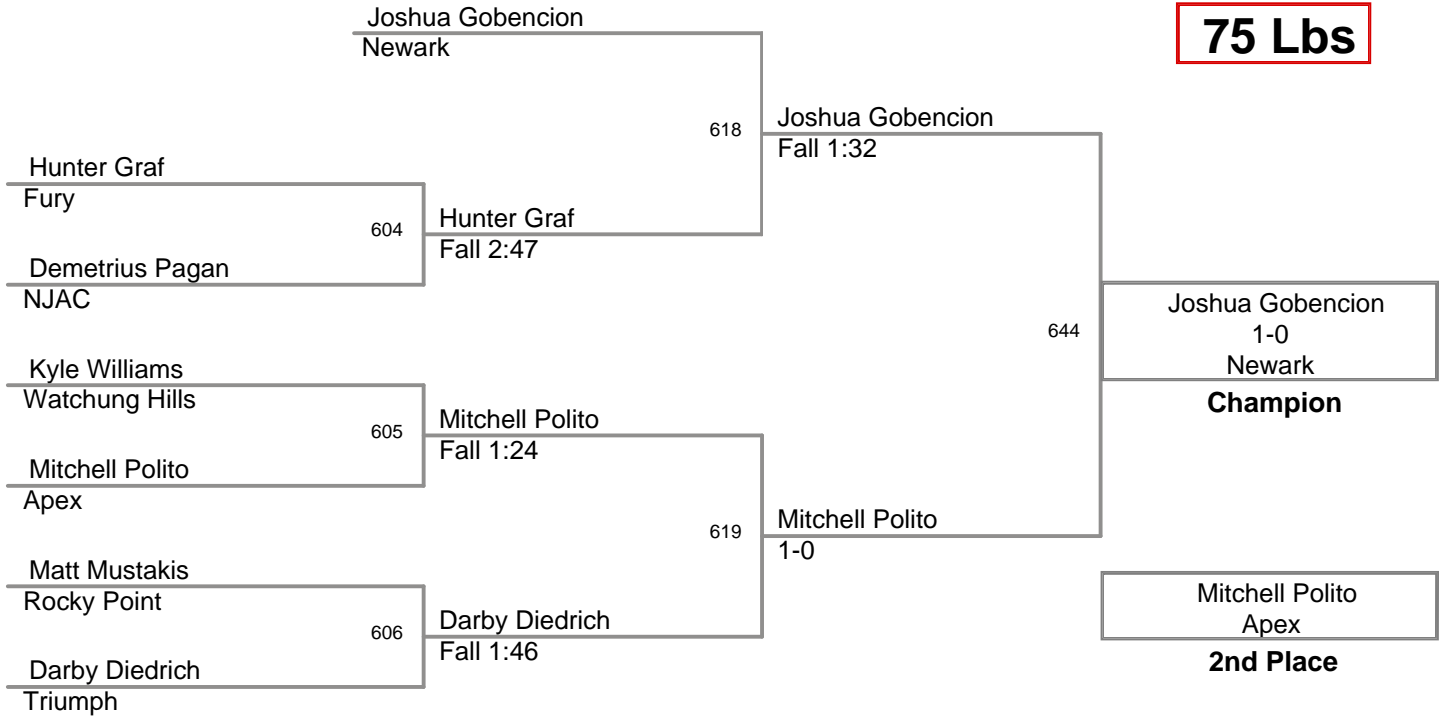 Joshua Gobencion
Newark
75 Lbs
618
Joshua Gobencion
Fall 1:32
Hunter Graf
Fury
604
Hunter Graf
Fall 2:47
Demetrius Pagan
NJAC
644
Joshua Gobencion
1-0
Newark
Champion
Kyle Williams
Watchung Hills
605
Mitchell Polito
Fall 1:24
Mitchell Polito
Apex
619
Mitchell Polito
1-0
Matt Mustakis
Rocky Point
606
Darby Diedrich
Fall 1:46
Darby Diedrich
Triumph
Mitchell Polito
Apex
2nd Place